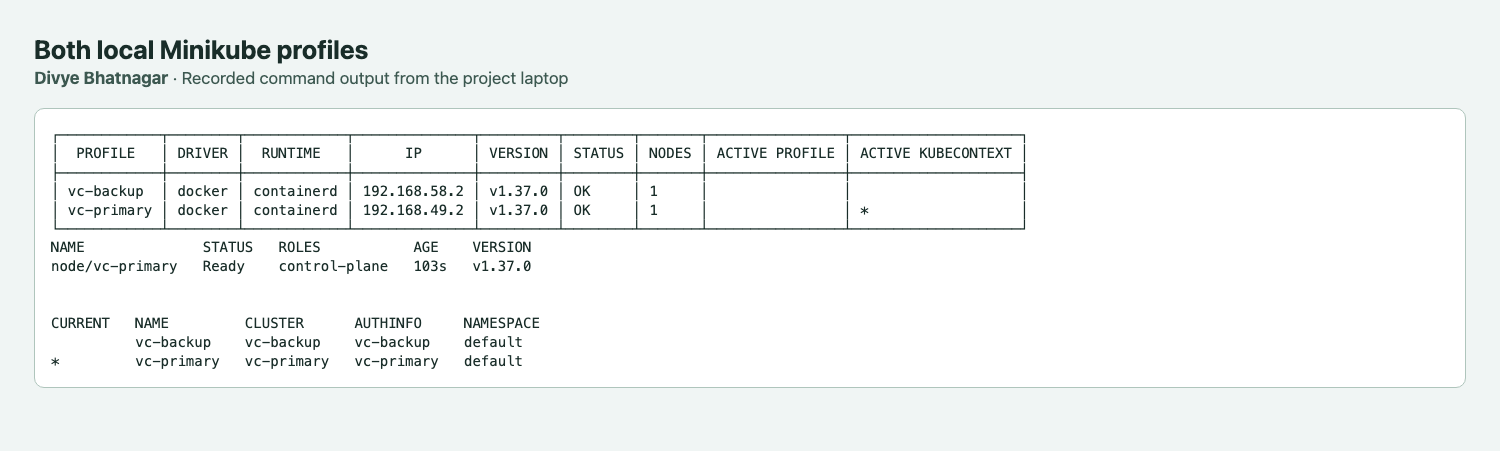 Both local Minikube profiles
Divye Bhatnagar · Recorded command output from the project laptop
PROFILE DRIVER RUNTIME IP VERSION STATUS NODES ACTIVE PROFILE ACTIVE KUBECONTEXT
vc-backup docker containerd 192.168.58.2 v1.37.0 OK 1
vc-primary docker containerd 192.168.49.2 v1.37.0 OK 1 *
NAME STATUS ROLES AGE VERSION
node/vc-primary Ready control-plane 103s v1.37.0
CURRENT NAME CLUSTER AUTHINFO NAMESPACE
vc-backup vc-backup vc-backup default
* vc-primary vc-primary vc-primary default